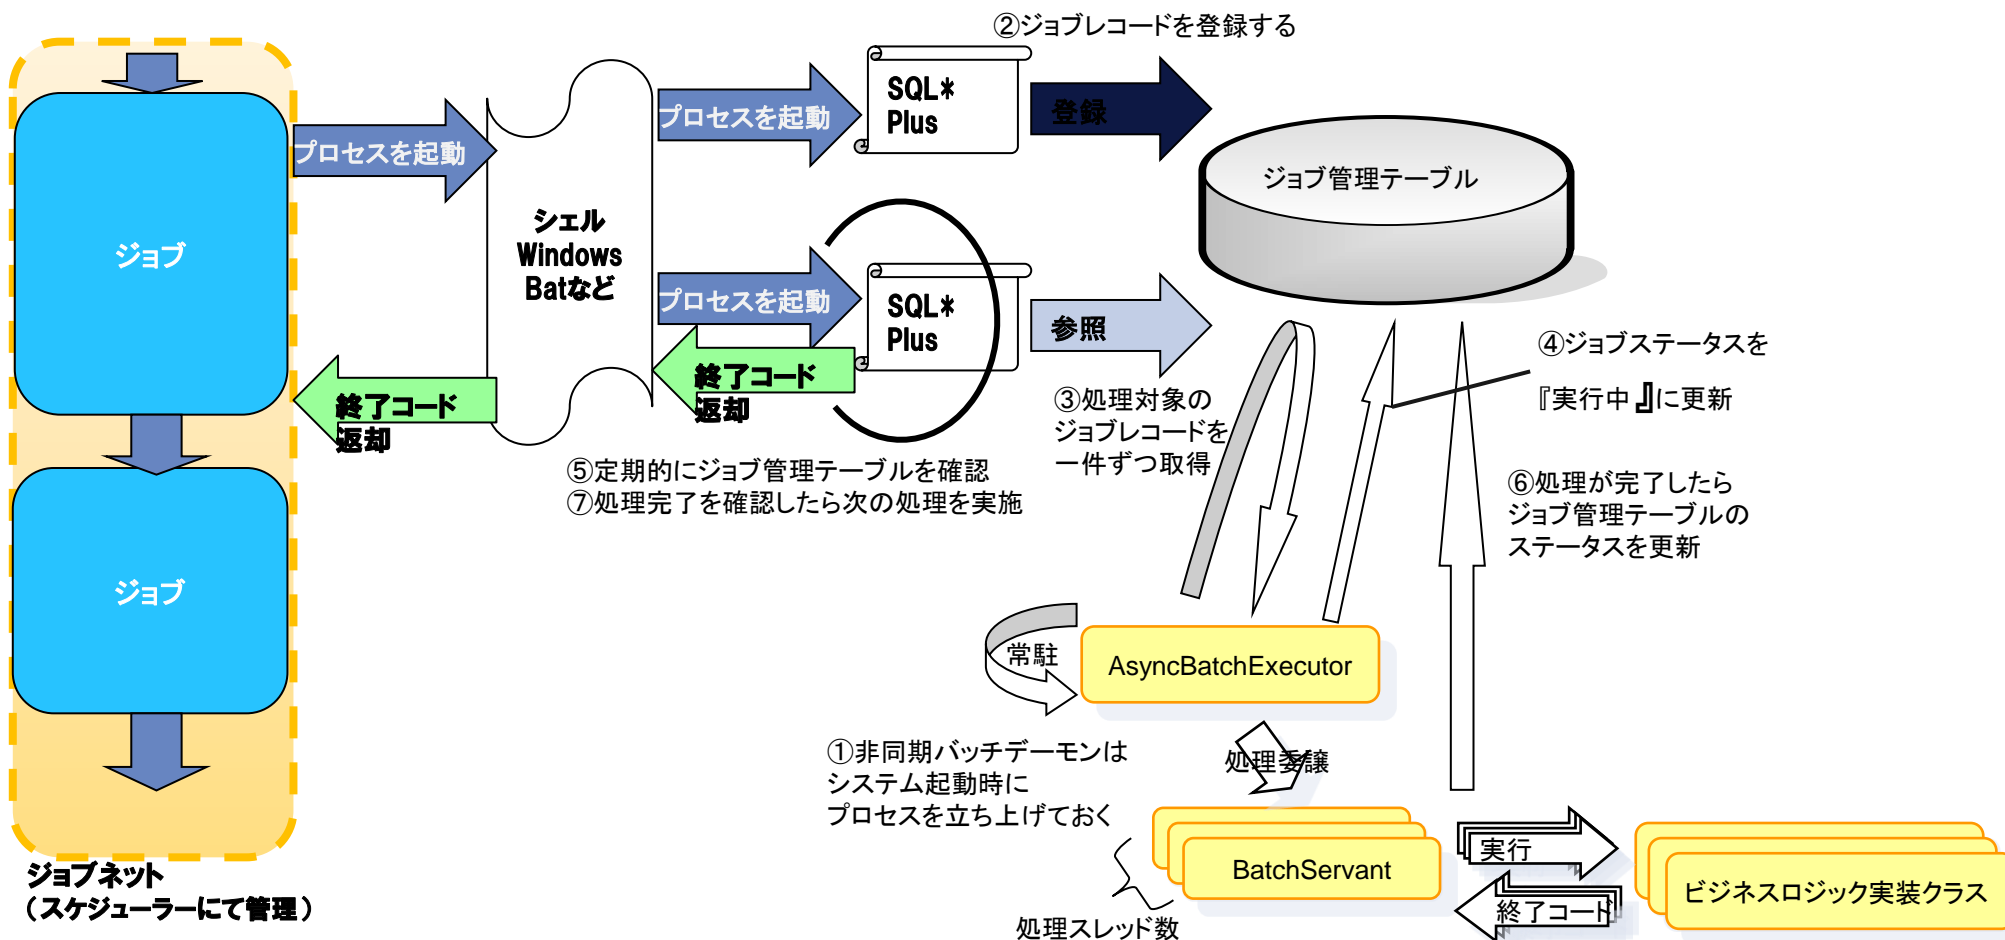 ②ジョブレコードを登録する
プロセスを起動
SQL*
Plus
登録
プロセスを起動
ジョブ管理テーブル
ジョブ
シェル
Windows
Batなど
プロセスを起動
SQL*
Plus
参照
終了コード
返却
終了コード
返却
③処理対象の
ジョブレコードを
一件ずつ取得
④ジョブステータスを
『実行中』に更新
⑤定期的にジョブ管理テーブルを確認
⑦処理完了を確認したら次の処理を実施
⑥処理が完了したら
ジョブ管理テーブルの
ステータスを更新
ジョブ
常駐
AsyncBatchExecutor
①非同期バッチデーモンは
システム起動時に
プロセスを立ち上げておく
処理委譲
BatchServant
実行
終了コード
ビジネスロジック実装クラス
処理スレッド数
ジョブネット
(スケジューラーにて管理)